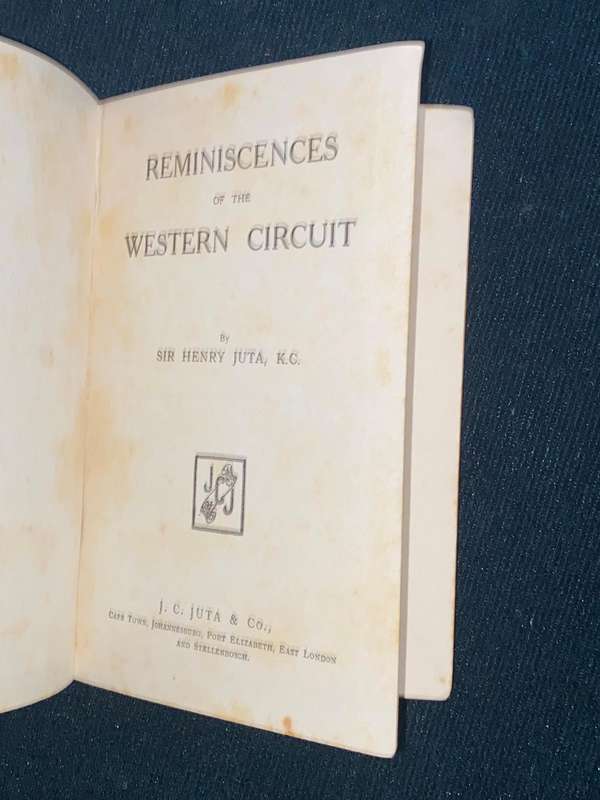 REMINISCENCES
OF THE
WESTERN CIRCUIT
By
SIR HENRY JUTA, K.C.
J C J
J. C. JUTA & Co.,
CAPE TOWN, JOHANNESBURG, PORT ELIZABETH, EAST LONDON
AND STELLENBOSCH.